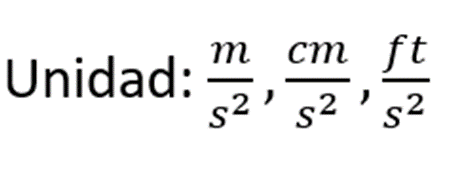 Unidad: m/s², cm/s², ft/s²